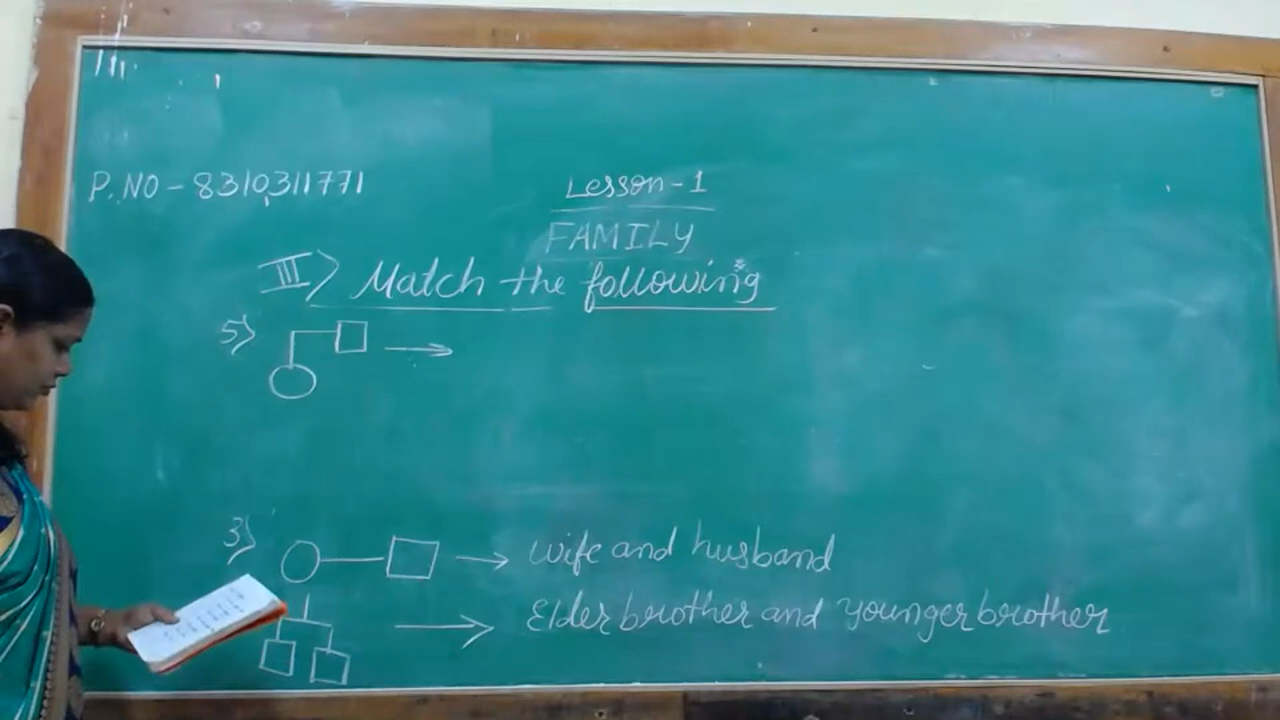 P.NO - 8310311771
Lesson - 1
FAMILY
III) Match the following
5)
3) wife and husband
Elder brother and younger brother